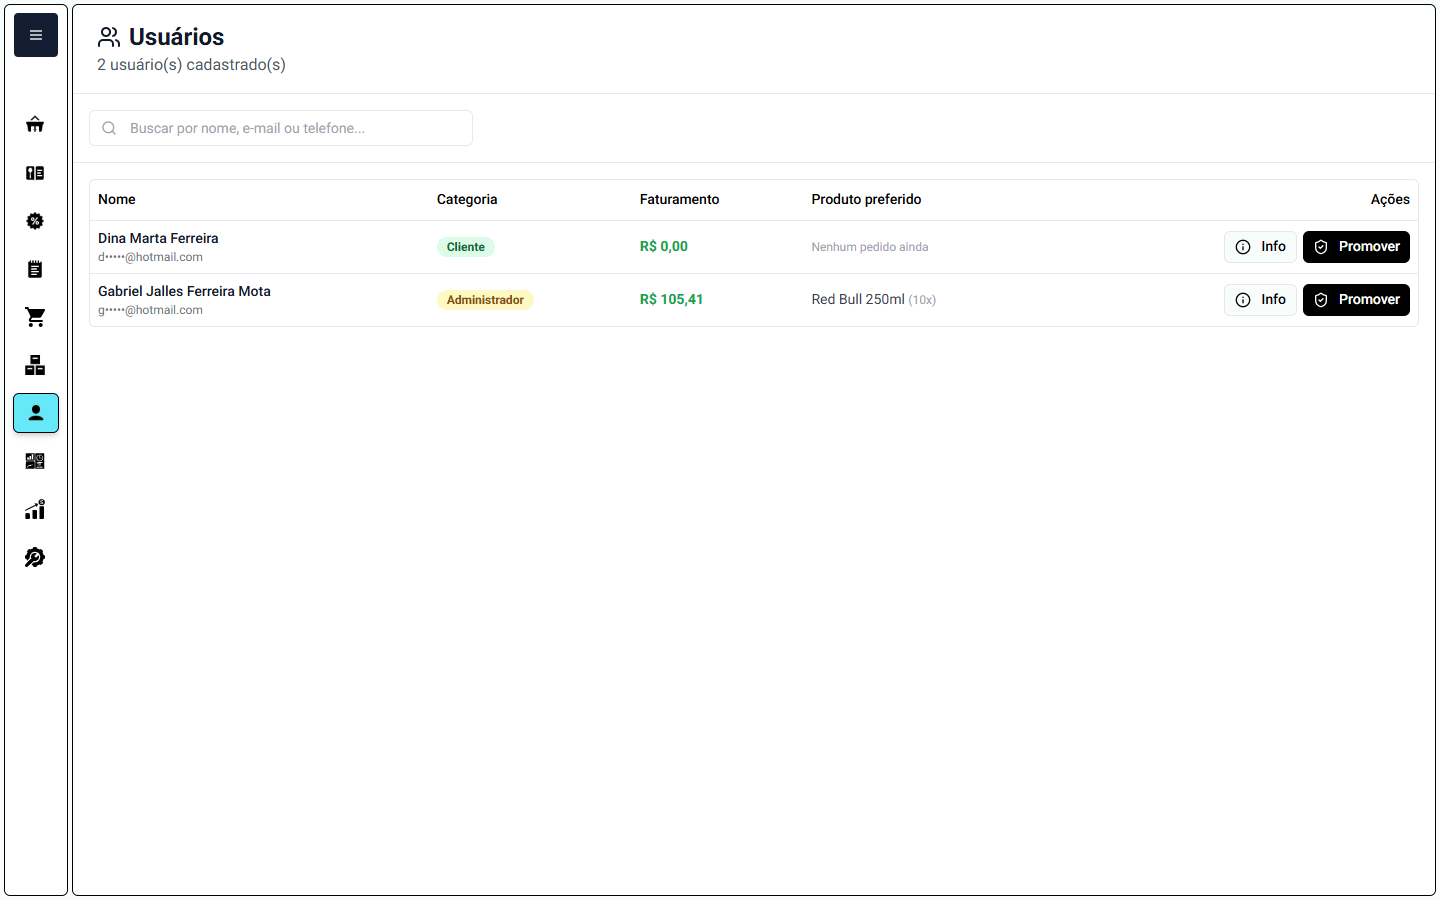 Usuários
2 usuário(s) cadastrado(s)
Buscar por nome, e-mail ou telefone...
Nome Categoria Faturamento Produto preferido Ações
Dina Marta Ferreira
d•••••@hotmail.com
Cliente R$ 0,00 Nenhum pedido ainda Info Promover
Gabriel Jalles Ferreira Mota
g•••••@hotmail.com
Administrador R$ 105,41 Red Bull 250ml (10x) Info Promover